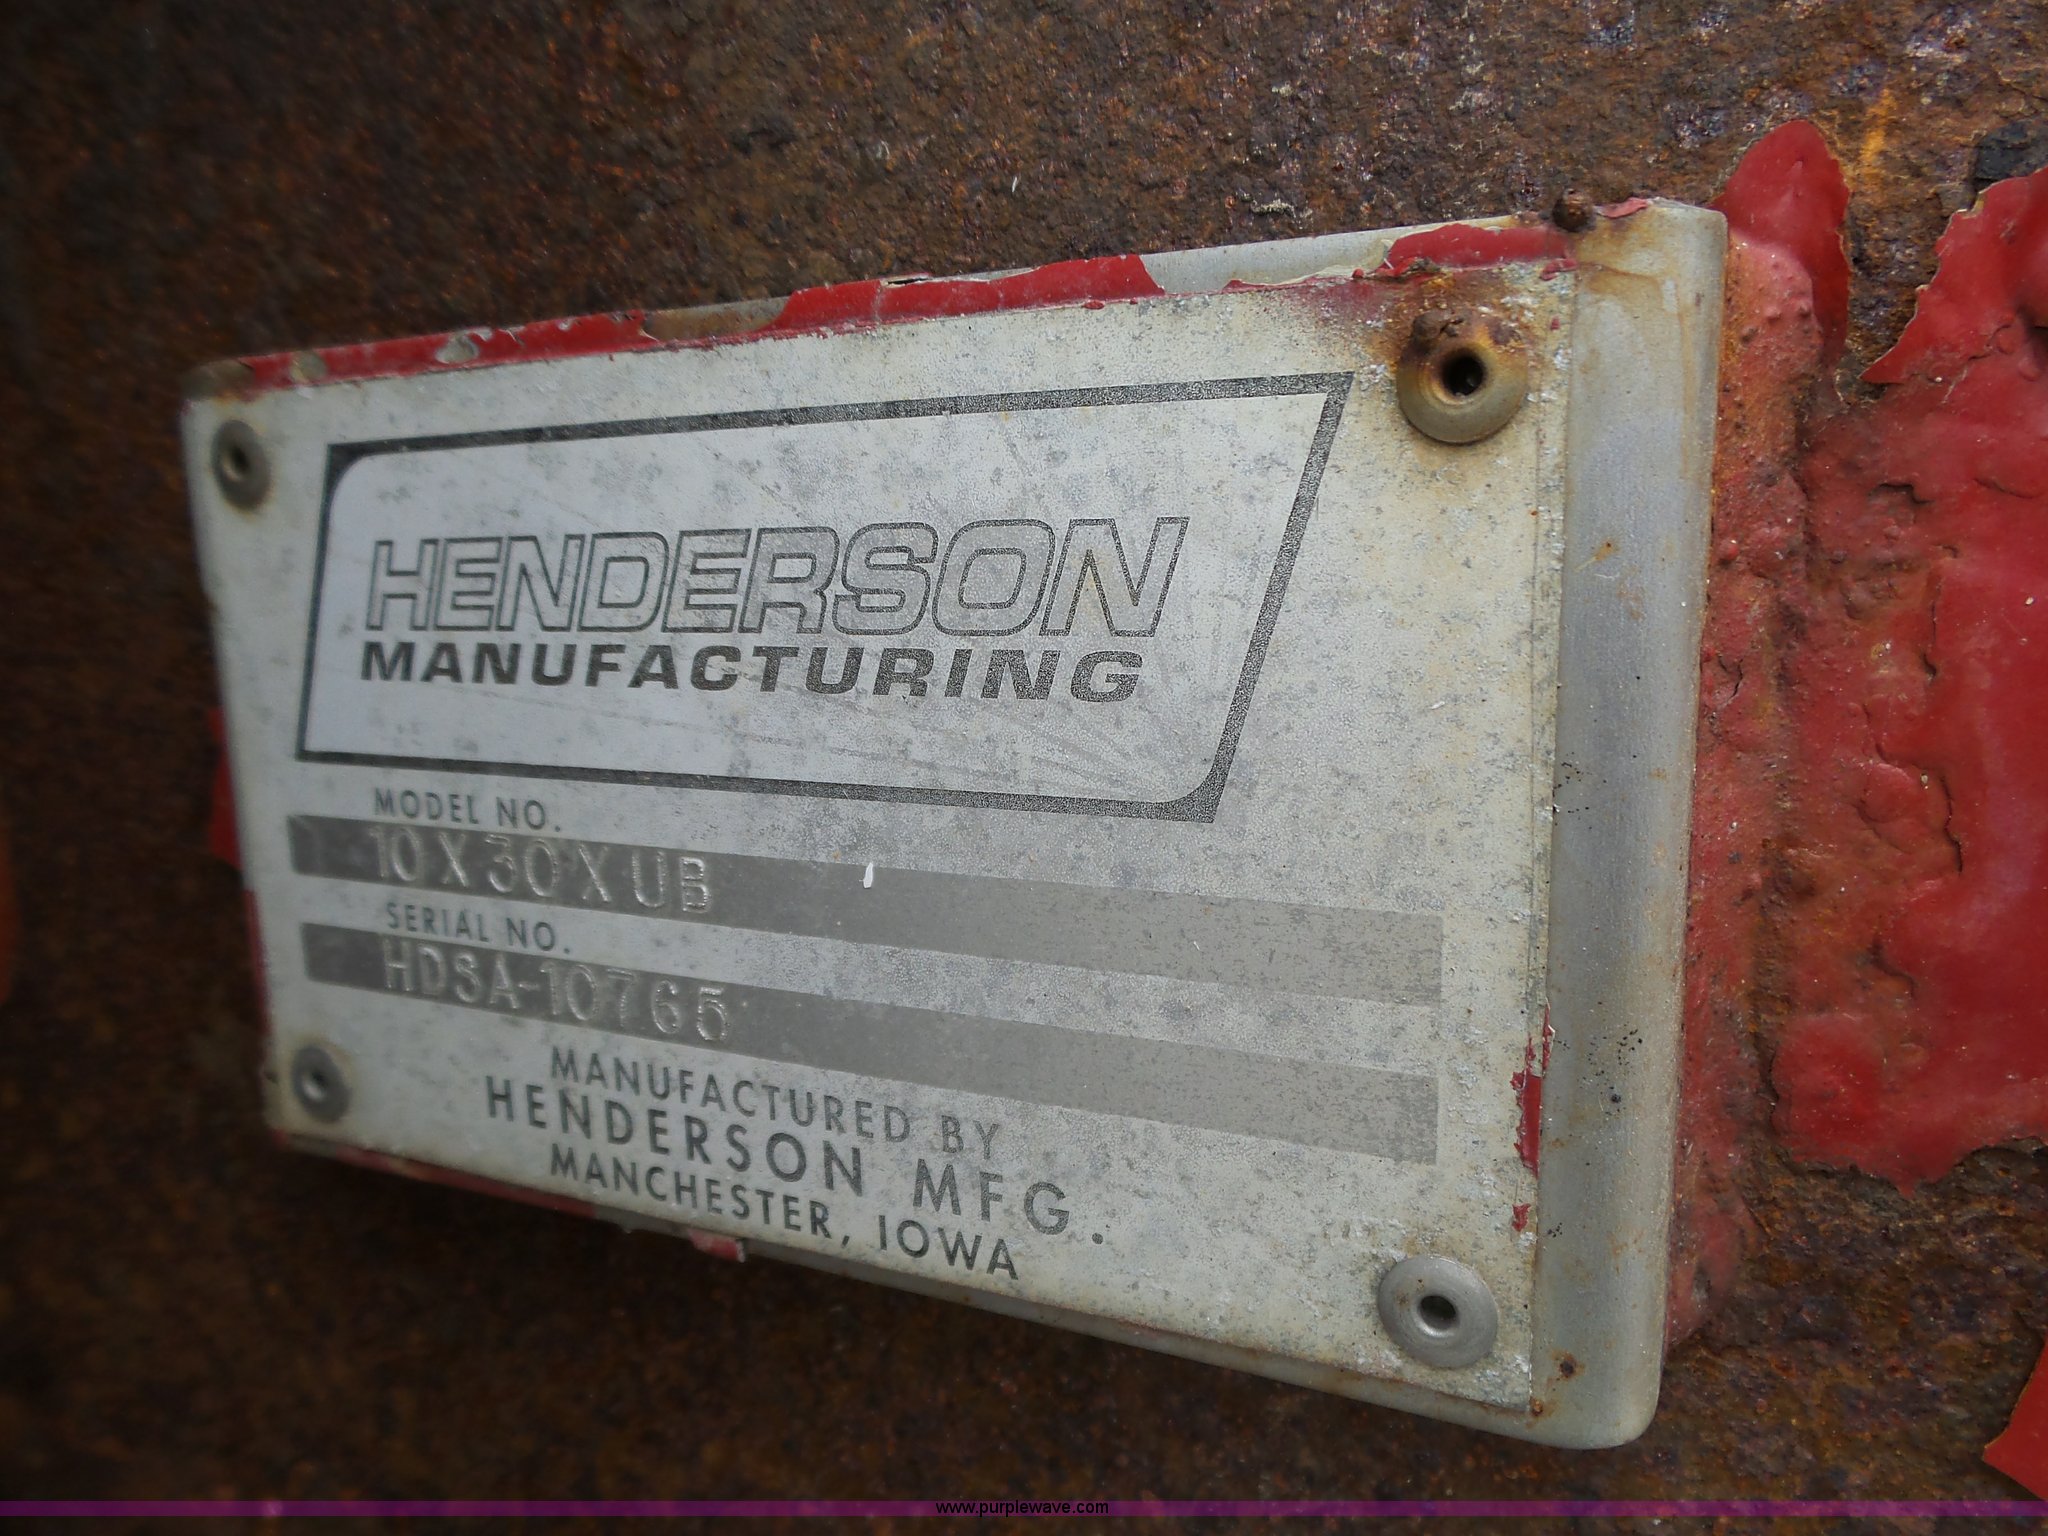 HENDERSON
MANUFACTURING
MODEL NO.
10 X 30 X UB
SERIAL NO.
HDSA-10765
MANUFACTURED BY
HENDERSON MFG.
MANCHESTER, IOWA
www.purplewave.com